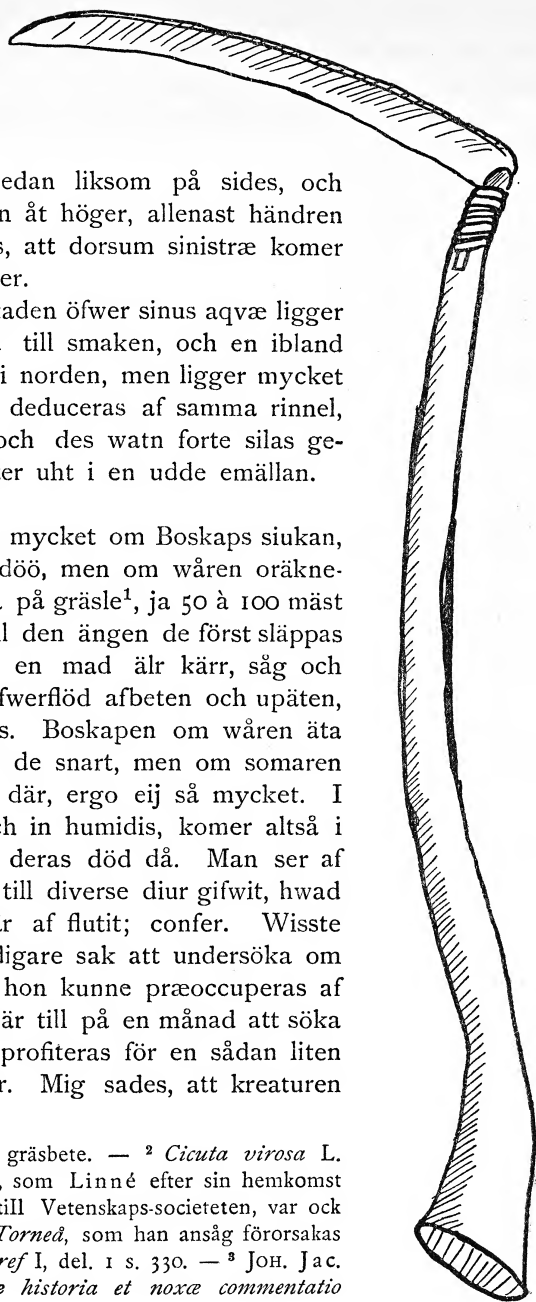 edan liksom på sides, och
n åt höger, allenast händren
s, att dorsum sinistræ komer
er.
taden öfwer sinus aqvæ ligger
till smaken, och en ibland
i norden, men ligger mycket
deduceras af samma rinnel,
och des watn forte silas ge-
ter uht i en udde emällan.
mycket om Boskaps siukan,
döö, men om wåren oräkne-
på gräsle¹, ja 50 à 100 mäst
ll den ängen de först släppas
en mad älr kärr, såg och
fwerflöd afbeten och upäten,
s. Boskapen om wåren äta
de snart, men om somaren
där, ergo eij så mycket. I
ch in humidis, komer altså i
deras död då. Man ser af
till diverse diur gifwit, hwad
ir af flutit; confer. Wisste
ligare sak att undersöka om
hon kunne præoccuperas af
är till på en månad att söka
profiteras för en sådan liten
r. Mig sades, att kreaturen
gräsbete. — ² Cicuta virosa L.
, som Linné efter sin hemkomst
till Vetenskaps-societeten, var ock
Torneå, som han ansåg förorsakas
ref I, del. 1 s. 330. — ³ JOH. JAC.
e historia et noxæ commentatio